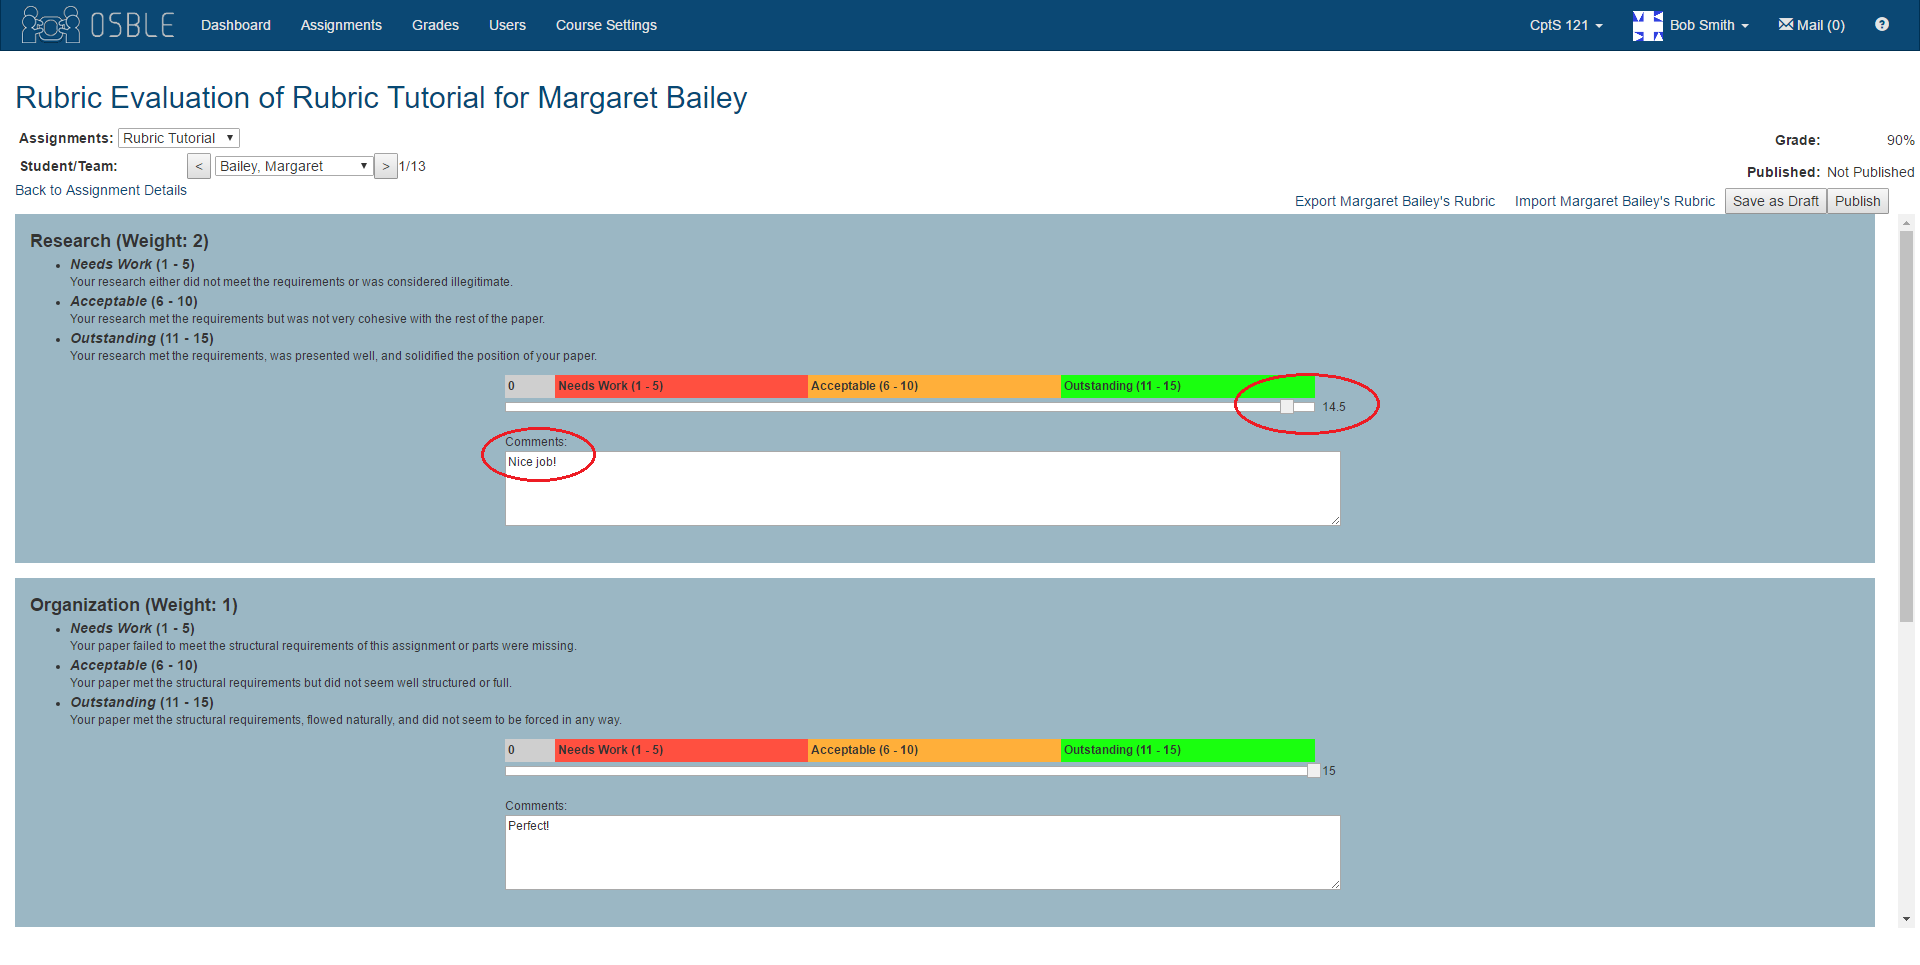 OSBLE Dashboard Assignments Grades Users Course Settings CptS 121 Bob Smith Mail (0) ?
Rubric Evaluation of Rubric Tutorial for Margaret Bailey
Assignments: Rubric Tutorial
Grade: 90%
Student/Team: < Bailey, Margaret > 1/13
Published: Not Published
Back to Assignment Details
Export Margaret Bailey's Rubric Import Margaret Bailey's Rubric Save as Draft Publish
Research (Weight: 2)
• Needs Work (1 - 5)
Your research either did not meet the requirements or was considered illegitimate.
• Acceptable (6 - 10)
Your research met the requirements but was not very cohesive with the rest of the paper.
• Outstanding (11 - 15)
Your research met the requirements, was presented well, and solidified the position of your paper.
0 Needs Work (1 - 5) Acceptable (6 - 10) Outstanding (11 - 15)
14.5
Comments:
Nice job!
Organization (Weight: 1)
• Needs Work (1 - 5)
Your paper failed to meet the structural requirements of this assignment or parts were missing.
• Acceptable (6 - 10)
Your paper met the structural requirements but did not seem well structured or full.
• Outstanding (11 - 15)
Your paper met the structural requirements, flowed naturally, and did not seem to be forced in any way.
0 Needs Work (1 - 5) Acceptable (6 - 10) Outstanding (11 - 15)
15
Comments:
Perfect!